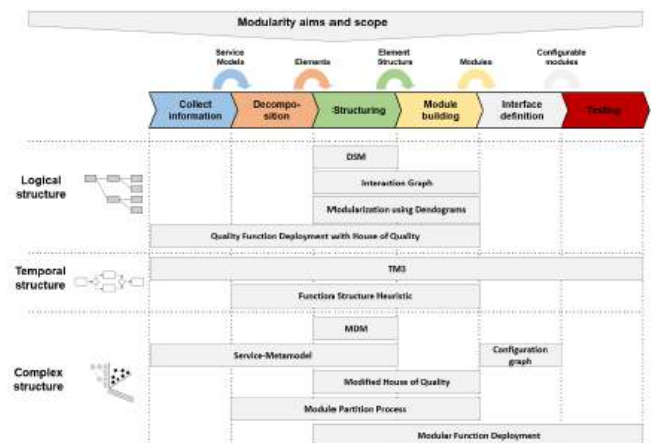 Modularity aims and scope
Service
Models
Elements
Element
Structure
Modules
Configurable
modules
Collect
information
Decompo-
sition
Structuring
Module
building
Interface
definition
Testing
Logical
structure
DSM
Interaction Graph
Modularization using Dendograms
Quality Function Deployment with House of Quality
Temporal
structure
TM3
Function Structure Heuristic
Complex
structure
MDM
Service-Metamodel
Configuration
graph
Modified House of Quality
Module Partition Process
Modular Function Deployment